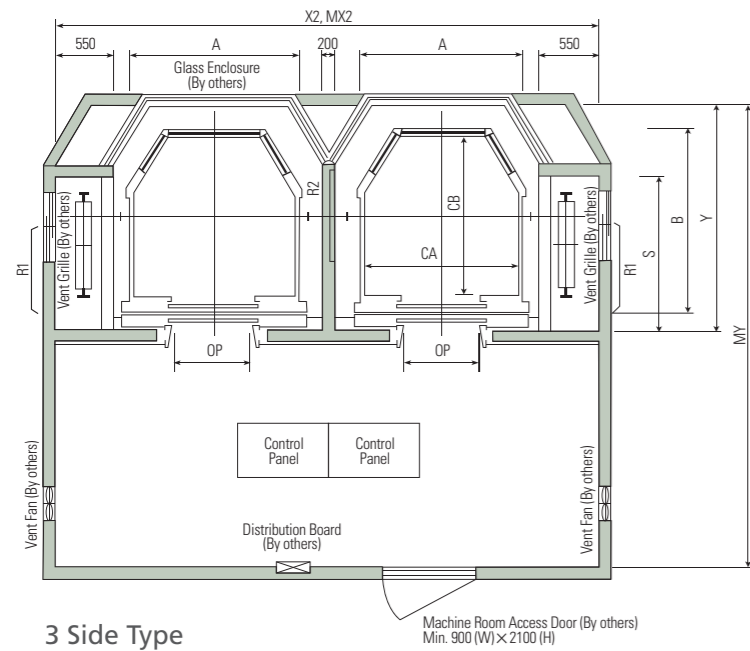 X2, MX2
550
A
200
A
550
Glass Enclosure
(By others)
R2
CB
B
Y
S
MY
CA
Vent Grille (By others)
R1
Vent Grille (By others)
R1
OP
OP
Control
Panel
Control
Panel
Vent Fan (By others)
Vent Fan (By others)
Distribution Board
(By others)
Machine Room Access Door (By others)
Min. 900 (W)×2100 (H)
3 Side Type